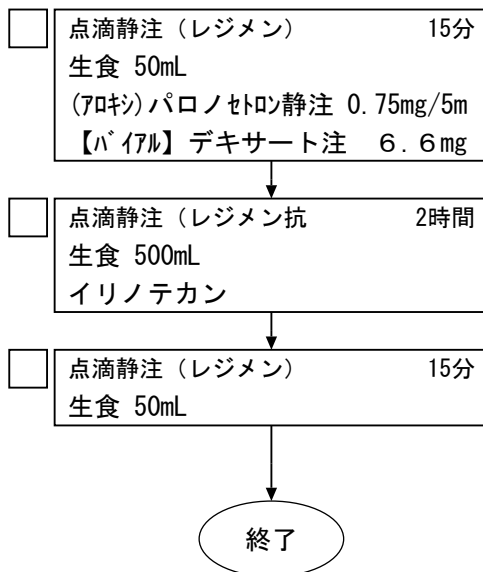 点滴静注（レジメン） 15分
生食 50mL
(アロキシ)パロノセトロン静注 0.75mg/5m
【バイアル】デキサート注 ６．６mg
点滴静注（レジメン抗 2時間
生食 500mL
イリノテカン
点滴静注（レジメン） 15分
生食 50mL
終了